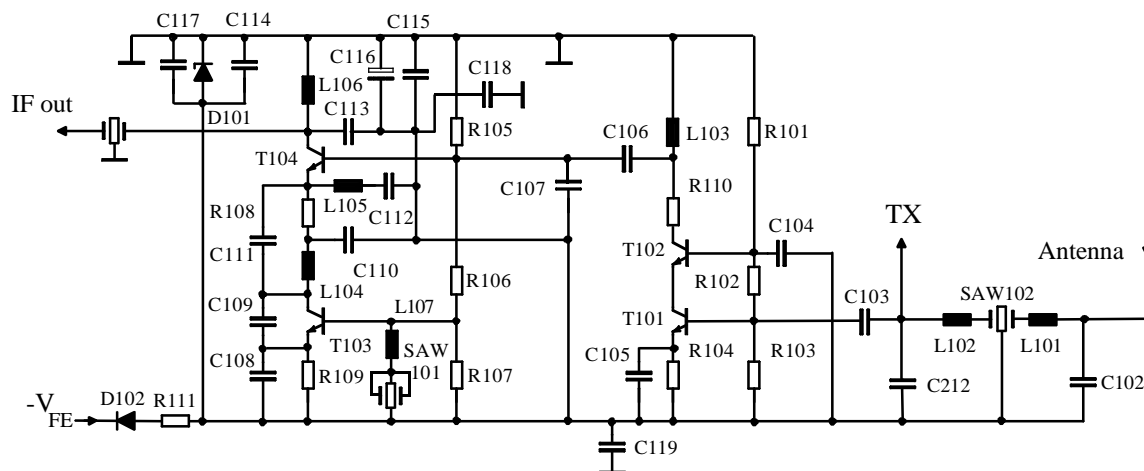 C117
C114
C115
C116
C118
L106
IF out
C113
D101
R105
C106
L103
R101
T104
C107
R110
TX
R108
L105
C112
C104
Antenna
C111
T102
C110
R106
R102
C103
SAW102
L104
C109
L107
T101
T103
SAW
101
C105
R104
R103
L102
L101
C108
R109
R107
C212
C102
-V
FE
D102
R111
C119